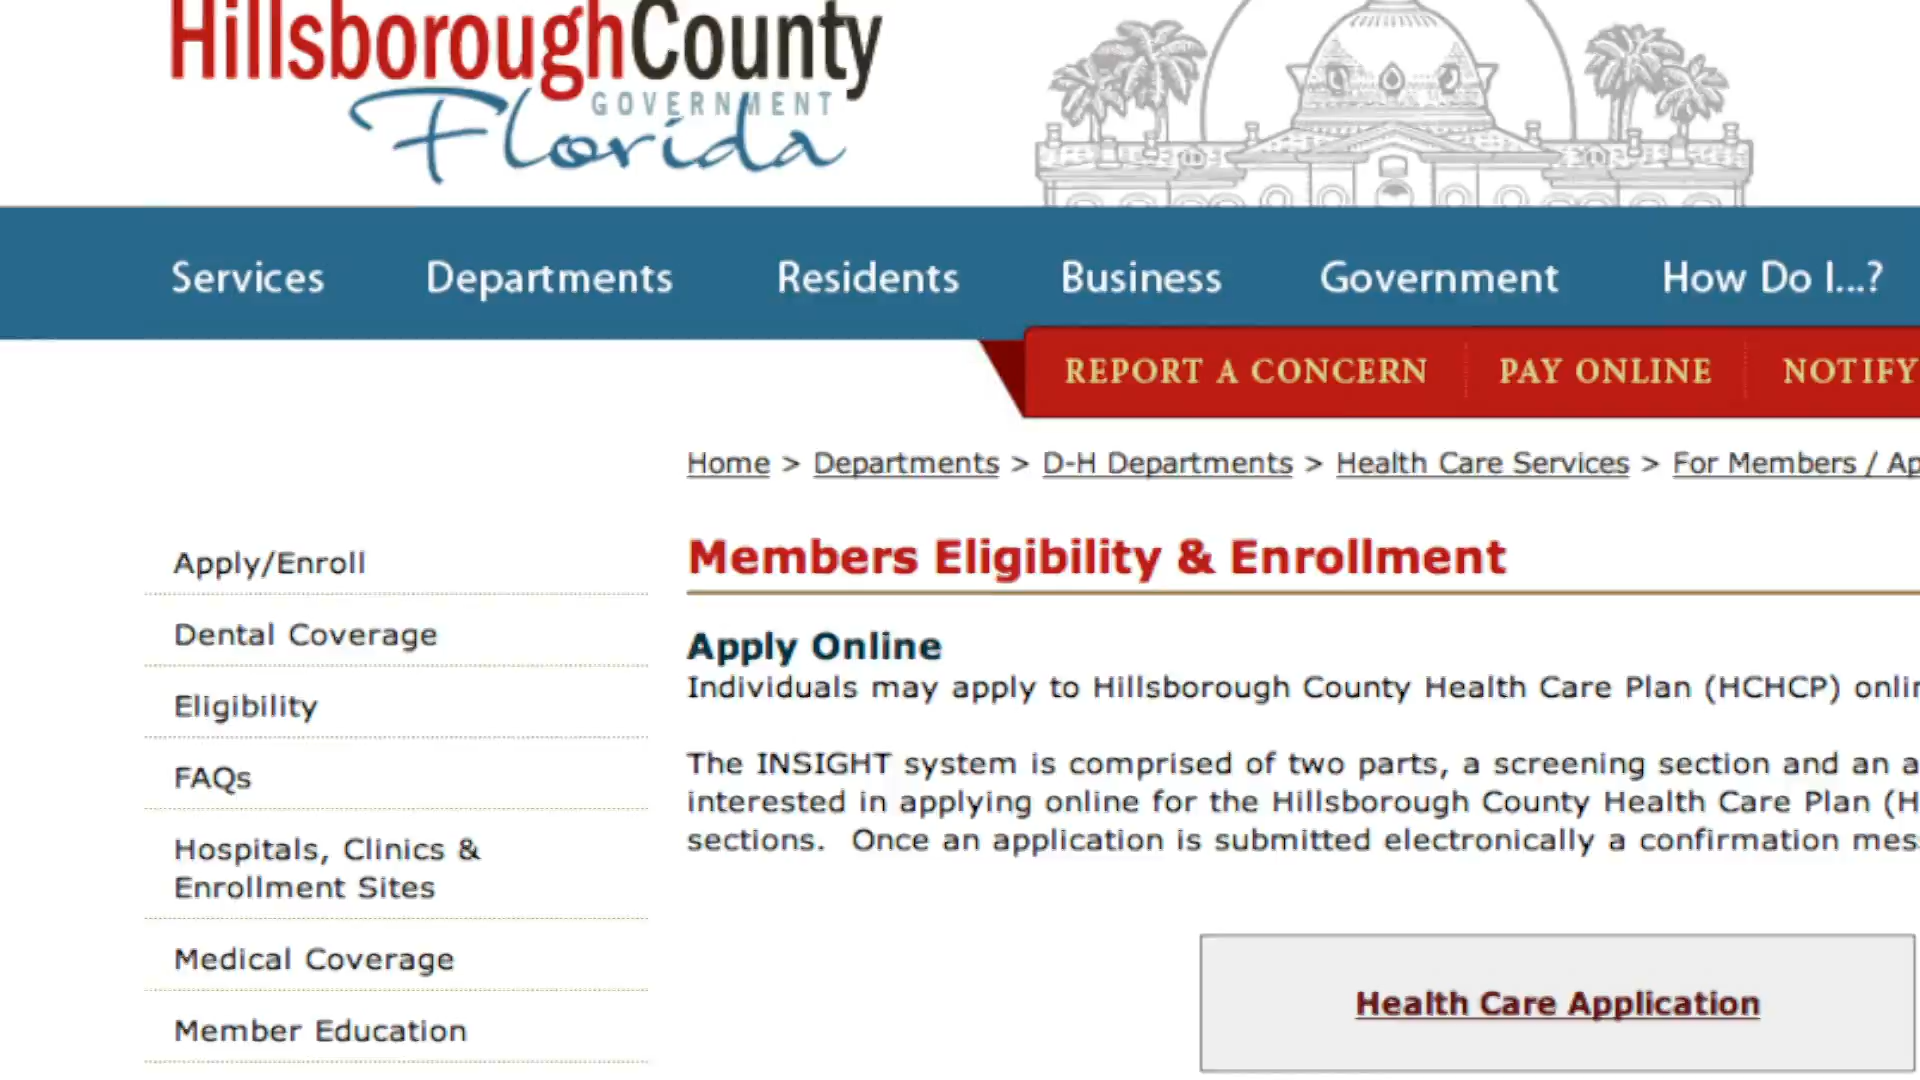 HillsboroughCounty
GOVERNMENT
Florida
Services Departments Residents Business Government How Do I...?
REPORT A CONCERN PAY ONLINE NOTIFY
Home > Departments > D-H Departments > Health Care Services > For Members / Ap
Apply/Enroll
Dental Coverage
Eligibility
FAQs
Hospitals, Clinics &
Enrollment Sites
Medical Coverage
Member Education
Members Eligibility & Enrollment
Apply Online
Individuals may apply to Hillsborough County Health Care Plan (HCHCP) onlin
The INSIGHT system is comprised of two parts, a screening section and an a
interested in applying online for the Hillsborough County Health Care Plan (H
sections. Once an application is submitted electronically a confirmation mes
Health Care Application